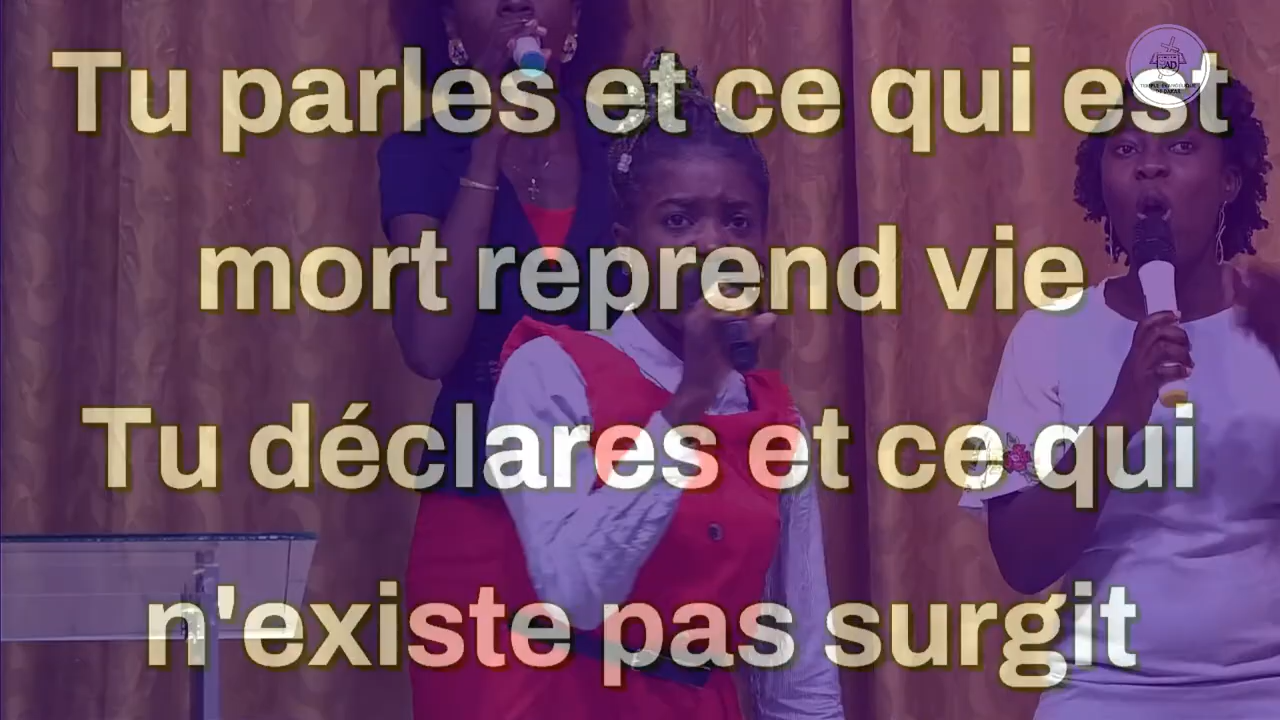 Tu parles et ce qui est
mort reprend vie
Tu déclares et ce qui
n'existe pas surgit